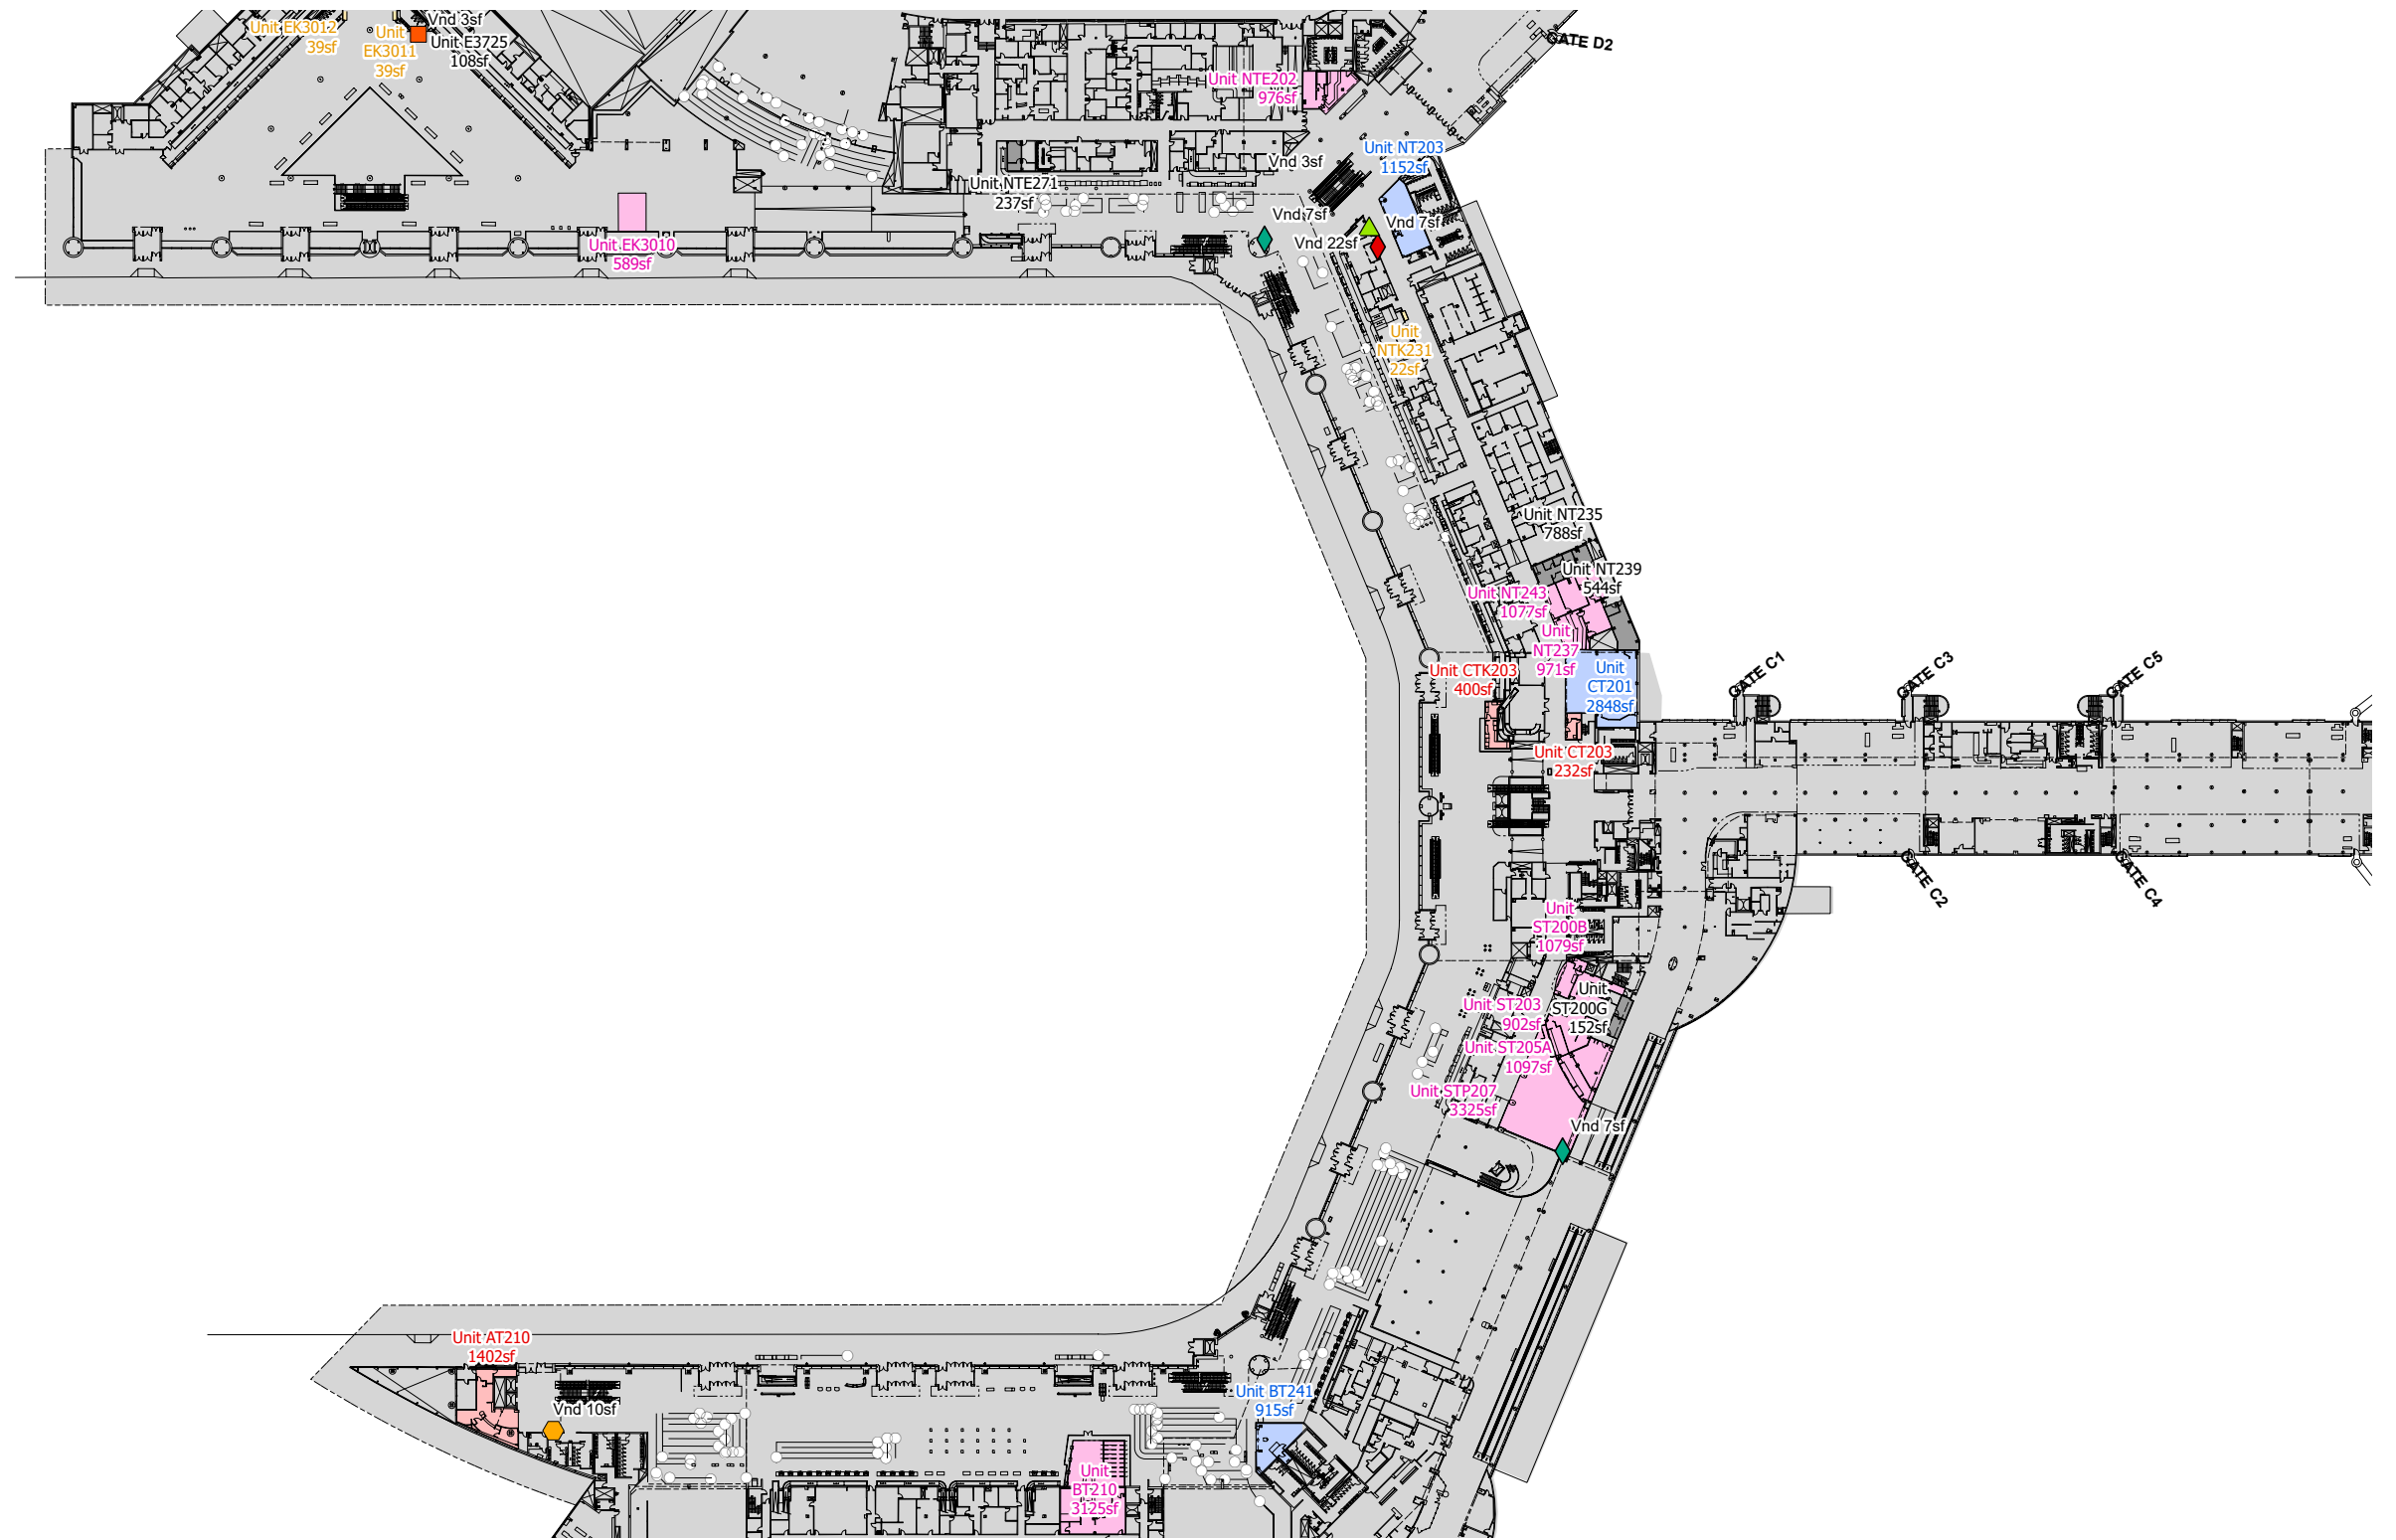 Vnd 3sf
Unit EK3012
39sf
Unit
EK3011
39sf
Unit E3725
108sf
GATE D2
Unit NTE202
976sf
Unit NT203
1152sf
Vnd 3sf
Unit NTE271
237sf
Vnd 7sf
Vnd 7sf
Vnd 22sf
Unit EK3010
589sf
Unit
NTK231
22sf
Unit NT235
788sf
Unit NT239
544sf
Unit NT243
1077sf
Unit
NT237
971sf
Unit CTK203
400sf
Unit
CT201
2848sf
GATE C1
GATE C3
GATE C5
Unit CT203
232sf
GATE C2
GATE C4
Unit
ST200B
1079sf
Unit
ST200G
152sf
Unit ST203
902sf
Unit ST205A
1097sf
Unit STP207
3325sf
Vnd 7sf
Unit AT210
1402sf
Vnd 10sf
Unit BT241
915sf
Unit
BT210
3125sf